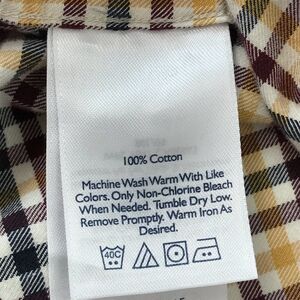 100% Cotton
Machine Wash Warm With Like
Colors. Only Non-Chlorine Bleach
When Needed. Tumble Dry Low.
Remove Promptly. Warm Iron As
Desired.
40C